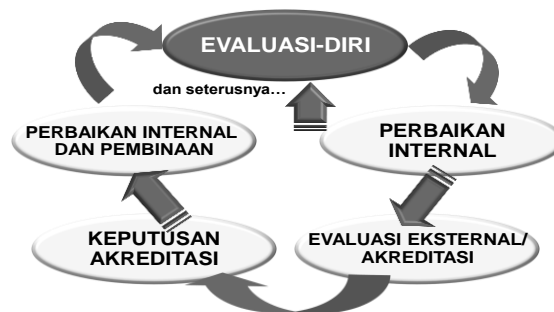 EVALUASI-DIRI
dan seterusnya...
PERBAIKAN INTERNAL
DAN PEMBINAAN
PERBAIKAN
INTERNAL
KEPUTUSAN
AKREDITASI
EVALUASI EKSTERNAL/
AKREDITASI